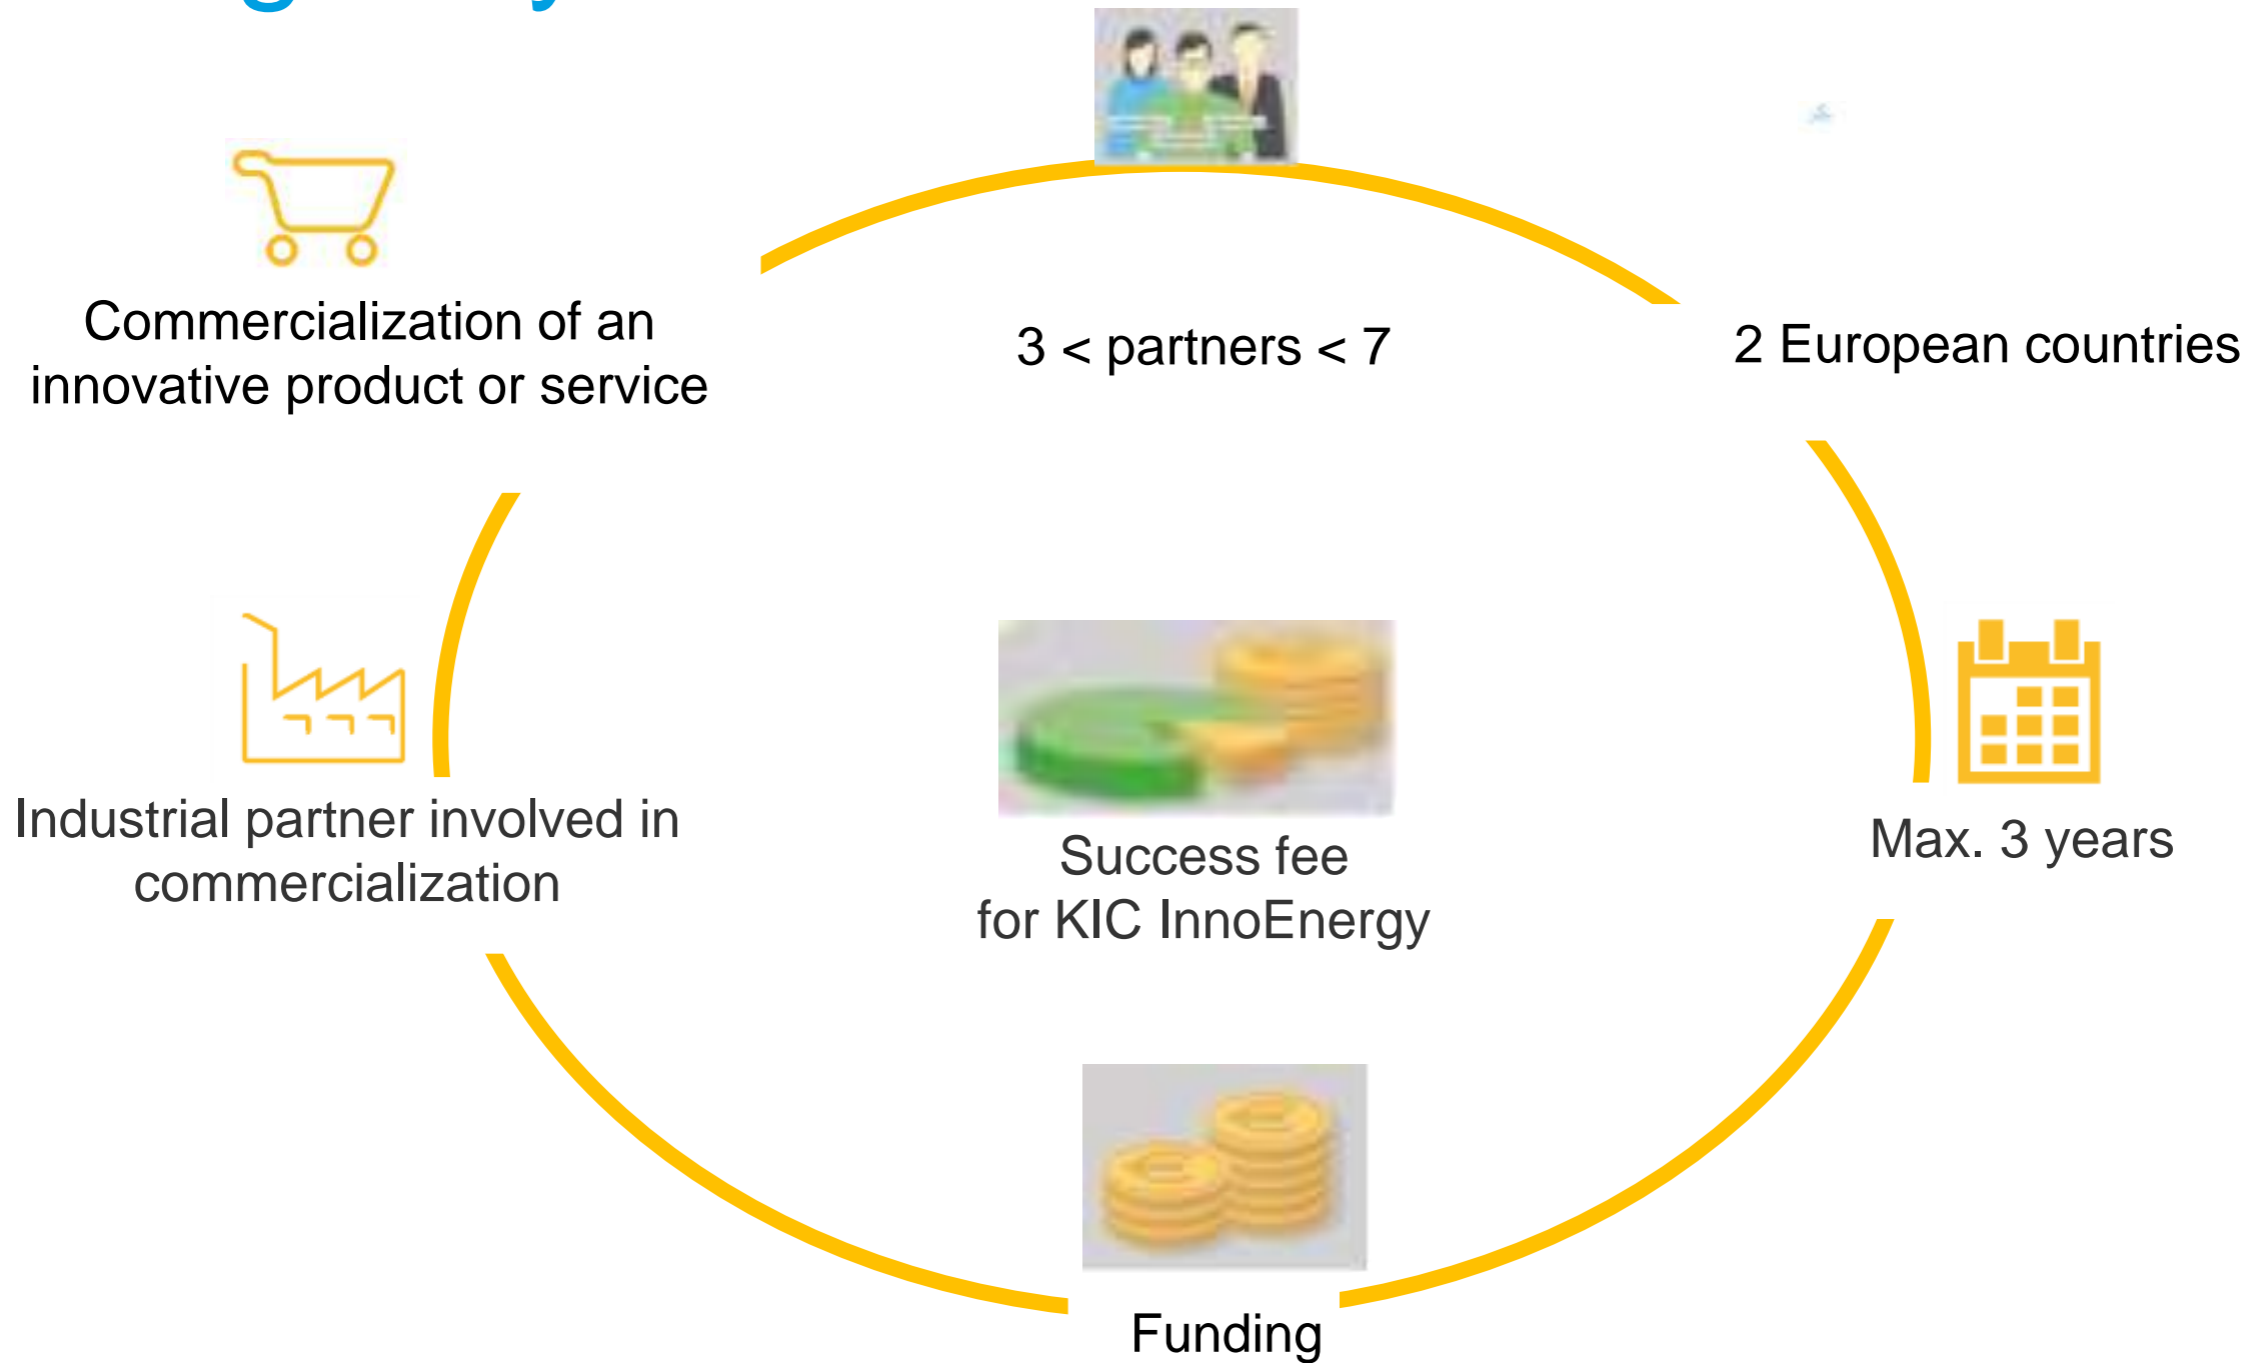 Commercialization of an
innovative product or service
3 < partners < 7
2 European countries
Industrial partner involved in
commercialization
Success fee
for KIC InnoEnergy
Max. 3 years
Funding